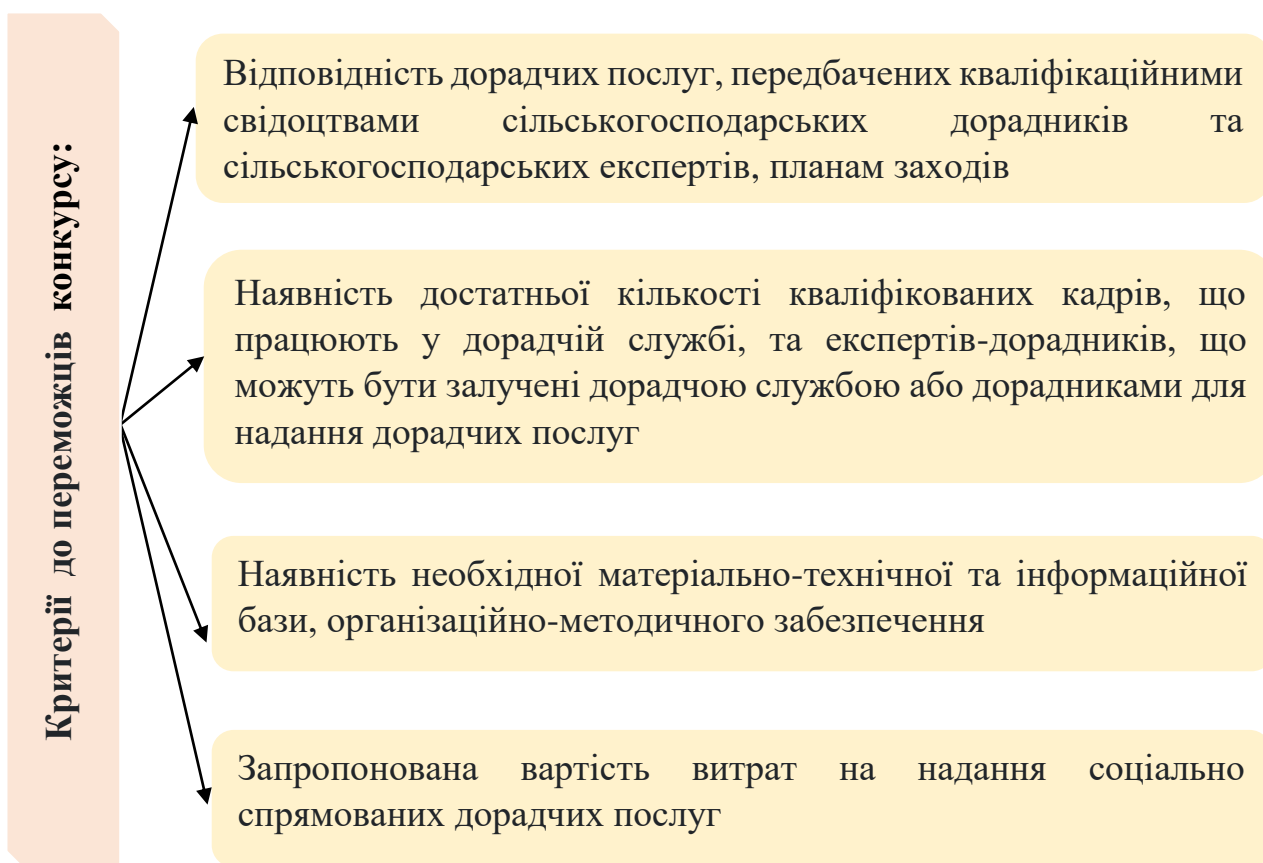 Критерії до переможців конкурсу:
Відповідність дорадчих послуг, передбачених кваліфікаційними
свідоцтвами сільськогосподарських дорадників та
сільськогосподарських експертів, планам заходів
Наявність достатньої кількості кваліфікованих кадрів, що
працюють у дорадчій службі, та експертів-дорадників, що
можуть бути залучені дорадчою службою або дорадниками для
надання дорадчих послуг
Наявність необхідної матеріально-технічної та інформаційної
бази, організаційно-методичного забезпечення
Запропонована вартість витрат на надання соціально
спрямованих дорадчих послуг